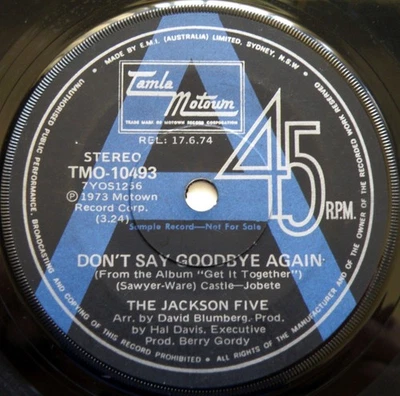 MADE BY E.M.I. (AUSTRALIA) LIMITED, SYDNEY, N.S.W.
ALL RIGHTS OF THE MANUFACTURER AND OF THE OWNER OF THE RECORDED WORK RESERVED
UNAUTHORISED PUBLIC PERFORMANCE, BROADCASTING AND COPYING OF THIS RECORD PROHIBITED
A
Tamla
Motown
TRADE MARK OF MOTOWN RECORD CORPORATION
REL: 17.6.74
45
RPM.
STEREO
TMO-10493
7YOS1256
Ⓟ 1973 Motown
Record Corp.
(3.24)
Sample Record—Not For Sale
DON'T SAY GOODBYE AGAIN
(From the Album "Get It Together")
(Sawyer-Ware) Castle—Jobete
THE JACKSON FIVE
Arr. by David Blumberg. Prod.
by Hal Davis. Executive
Prod. Berry Gordy